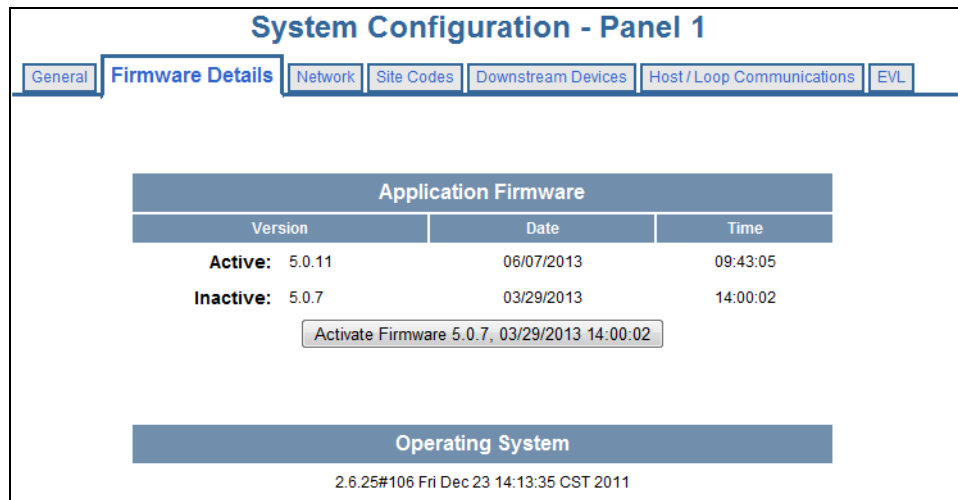 System Configuration - Panel 1
General Firmware Details Network Site Codes Downstream Devices Host / Loop Communications EVL
Application Firmware
Version Date Time
Active: 5.0.11 06/07/2013 09:43:05
Inactive: 5.0.7 03/29/2013 14:00:02
Activate Firmware 5.0.7, 03/29/2013 14:00:02
Operating System
2.6.25#106 Fri Dec 23 14:13:35 CST 2011